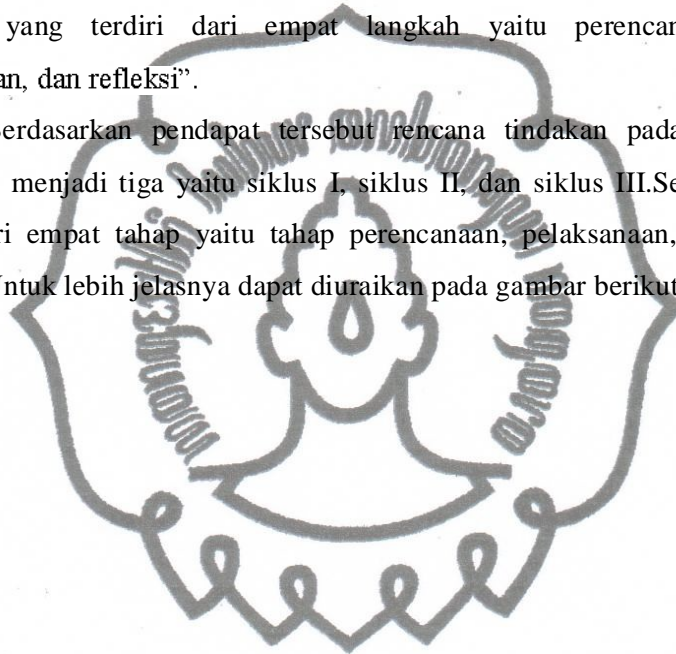 yang terdiri dari empat langkah yaitu perencan
an, dan refleksi”.
Berdasarkan pendapat tersebut rencana tindakan pada
menjadi tiga yaitu siklus I, siklus II, dan siklus III.Se
ri empat tahap yaitu tahap perencanaan, pelaksanaan,
Untuk lebih jelasnya dapat diuraikan pada gambar berikut